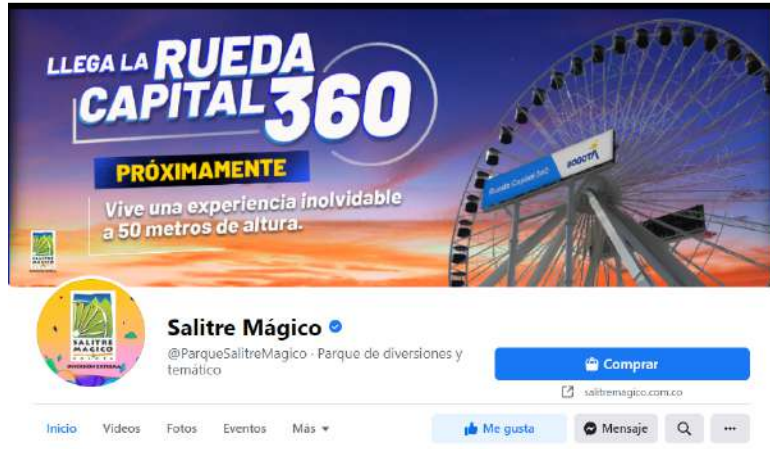 LLEGA LA RUEDA
CAPITAL 360
PRÓXIMAMENTE
Vive una experiencia inolvidable
a 50 metros de altura.
Rueda Capital 360
BOGOTÁ
SALITRE
MÁGICO
SALITRE
MAGICO
Salitre Mágico
@ParqueSalitreMagico · Parque de diversiones y
temático
Comprar
salitremagico.com.co
Inicio
Videos
Fotos
Eventos
Más
Me gusta
Mensaje